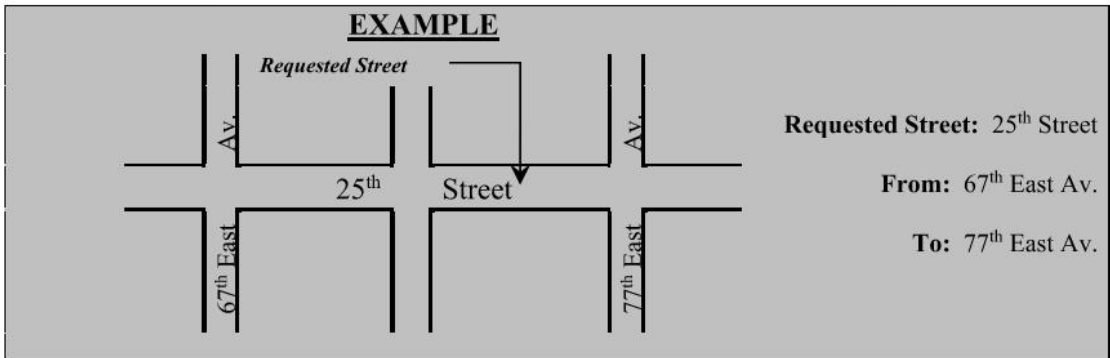 EXAMPLE
Requested Street
67th East Av.
25th Street
77th East Av.
Requested Street: 25th Street
From: 67th East Av.
To: 77th East Av.